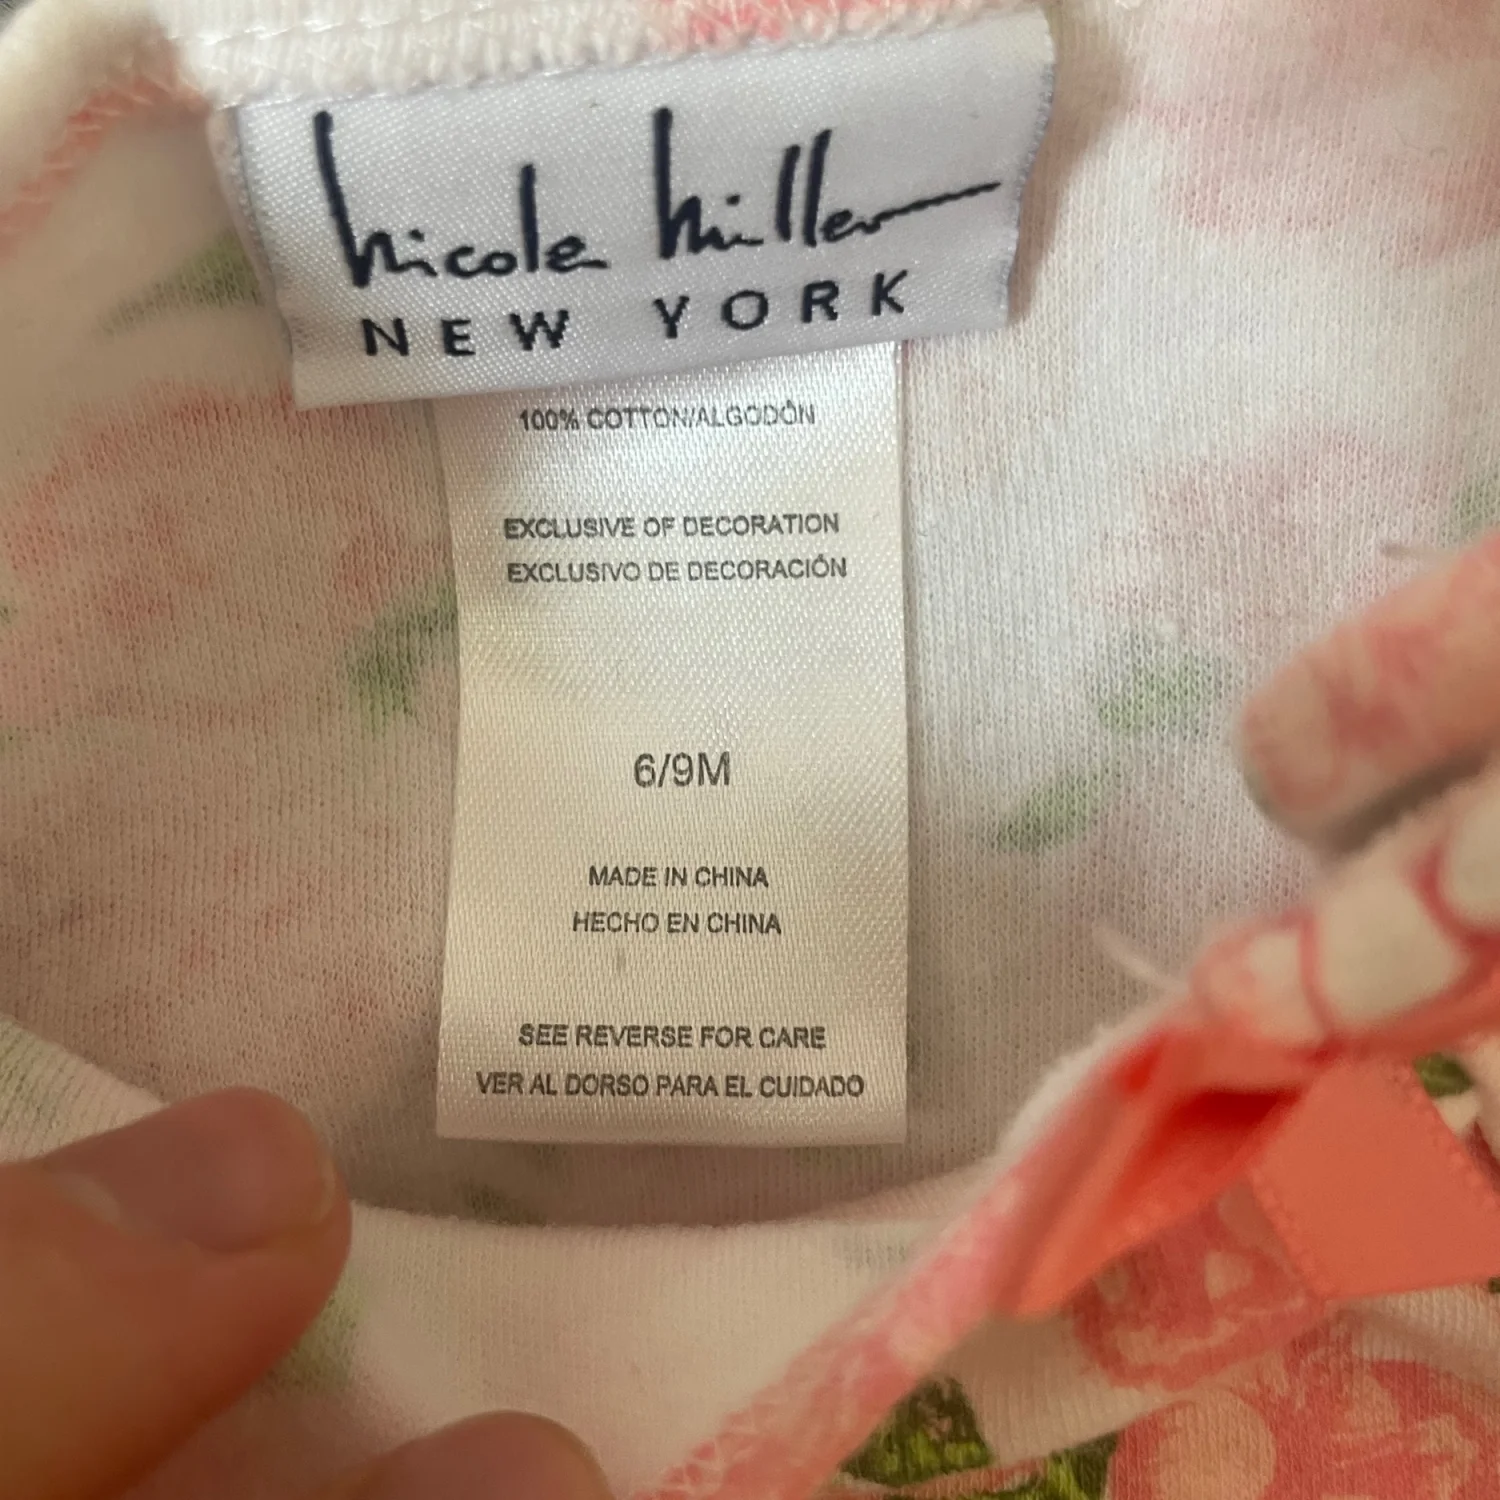 nicole miller
NEW YORK
100% COTTON/ALGODÓN
EXCLUSIVE OF DECORATION
EXCLUSIVO DE DECORACIÓN
6/9M
MADE IN CHINA
HECHO EN CHINA
SEE REVERSE FOR CARE
VER AL DORSO PARA EL CUIDADO